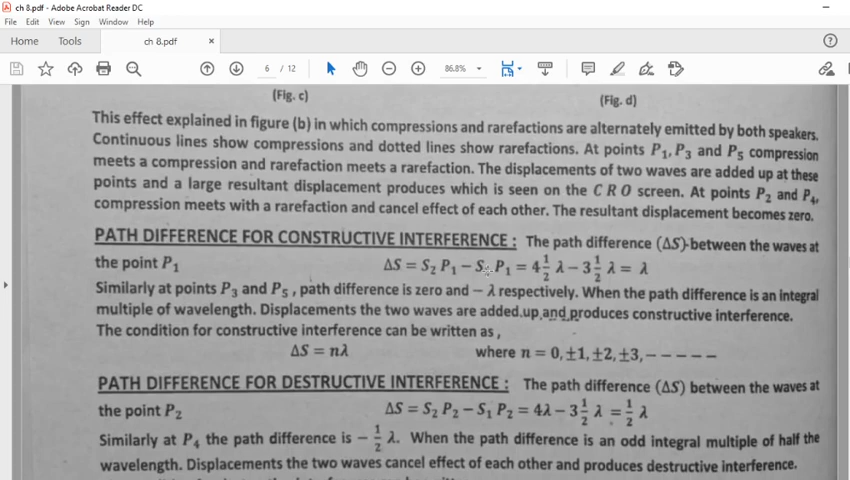 ch 8.pdf - Adobe Acrobat Reader DC
File Edit View Sign Window Help
Home Tools ch 8.pdf ×
6 / 12 86.8%
(Fig. c) (Fig. d)
This effect explained in figure (b) in which compressions and rarefactions are alternately emitted by both speakers.
Continuous lines show compressions and dotted lines show rarefactions. At points P₁, P₃ and P₅ compression
meets a compression and rarefaction meets a rarefaction. The displacements of two waves are added up at these
points and a large resultant displacement produces which is seen on the C R O screen. At points P₂ and P₄,
compression meets with a rarefaction and cancel effect of each other. The resultant displacement becomes zero.
PATH DIFFERENCE FOR CONSTRUCTIVE INTERFERENCE : The path difference (ΔS) between the waves at
the point P₁ ΔS = S₂ P₁ − S P₁ = 4 1/2 λ − 3 1/2 λ = λ
Similarly at points P₃ and P₅, path difference is zero and − λ respectively. When the path difference is an integral
multiple of wavelength. Displacements the two waves are added up and produces constructive interference.
The condition for constructive interference can be written as ,
ΔS = nλ where n = 0, ±1, ±2, ±3, − − − − −
PATH DIFFERENCE FOR DESTRUCTIVE INTERFERENCE : The path difference (ΔS) between the waves at
the point P₂ ΔS = S₂ P₂ − S₁ P₂ = 4λ − 3 1/2 λ = 1/2 λ
Similarly at P₄ the path difference is − 1/2 λ. When the path difference is an odd integral multiple of half the
wavelength. Displacements the two waves cancel effect of each other and produces destructive interference.